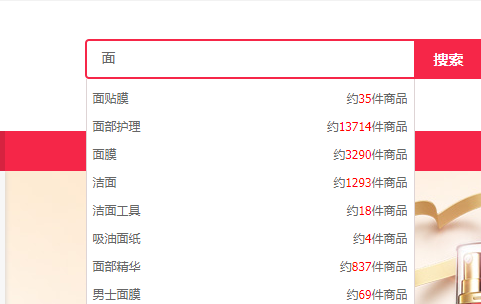 面 搜索
面贴膜 约35件商品
面部护理 约13714件商品
面膜 约3290件商品
洁面 约1293件商品
洁面工具 约18件商品
吸油面纸 约4件商品
面部精华 约837件商品
男士面膜 约69件商品